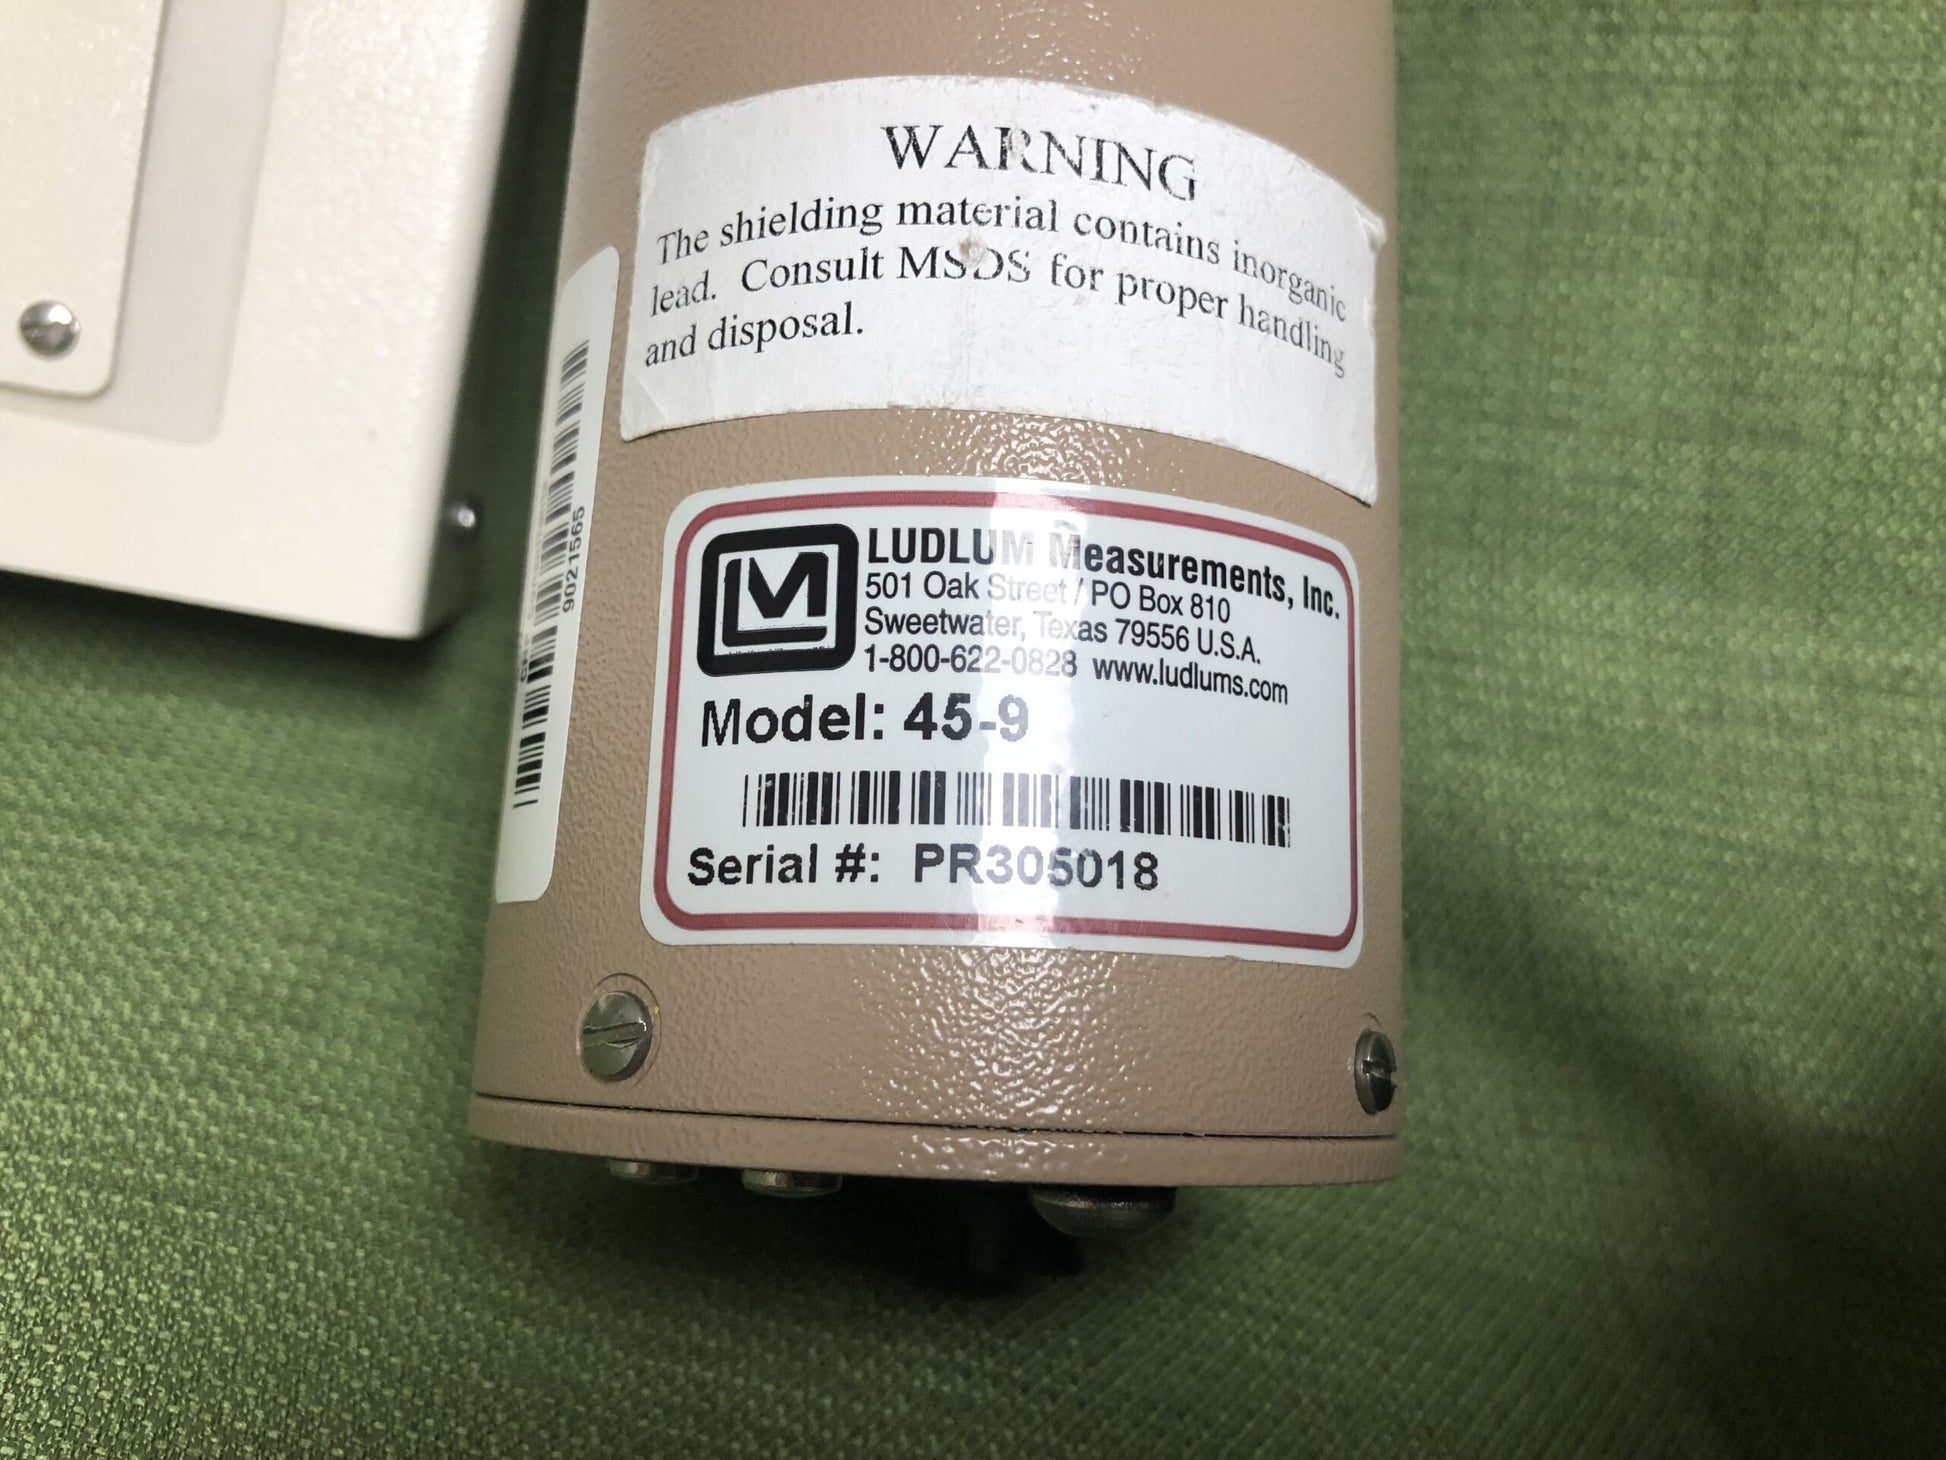 WARNING
The shielding material contains inorganic
lead. Consult MSDS for proper handling
and disposal.
LUDLUM Measurements, Inc.
501 Oak Street / PO Box 810
Sweetwater, Texas 79556 U.S.A.
1-800-622-0828 www.ludlums.com
LM
Model: 45-9
Serial #: PR305018
9021565